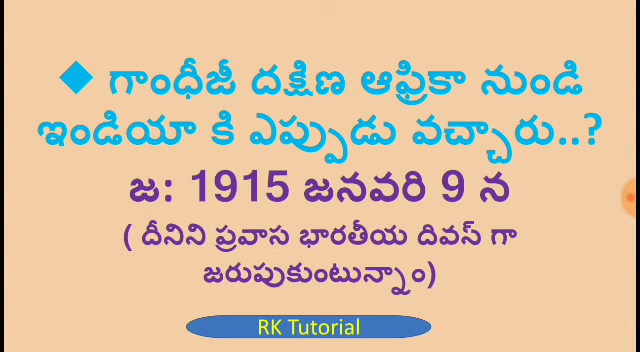 ◆ గాంధీజీ దక్షిణ ఆఫ్రికా నుండి
ఇండియా కి ఎప్పుడు వచ్చారు..?
జ: 1915 జనవరి 9 న
( దీనిని ప్రవాస భారతీయ దివస్ గా
జరుపుకుంటున్నాం)
RK Tutorial